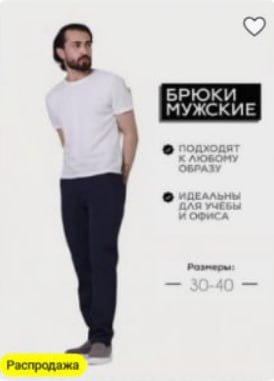 БРЮКИ
МУЖСКИЕ
ПОДХОДЯТ
К ЛЮБОМУ
ОБРАЗУ
ИДЕАЛЬНЫ
ДЛЯ УЧЁБЫ
И ОФИСА
Размеры:
30-40
Распродажа